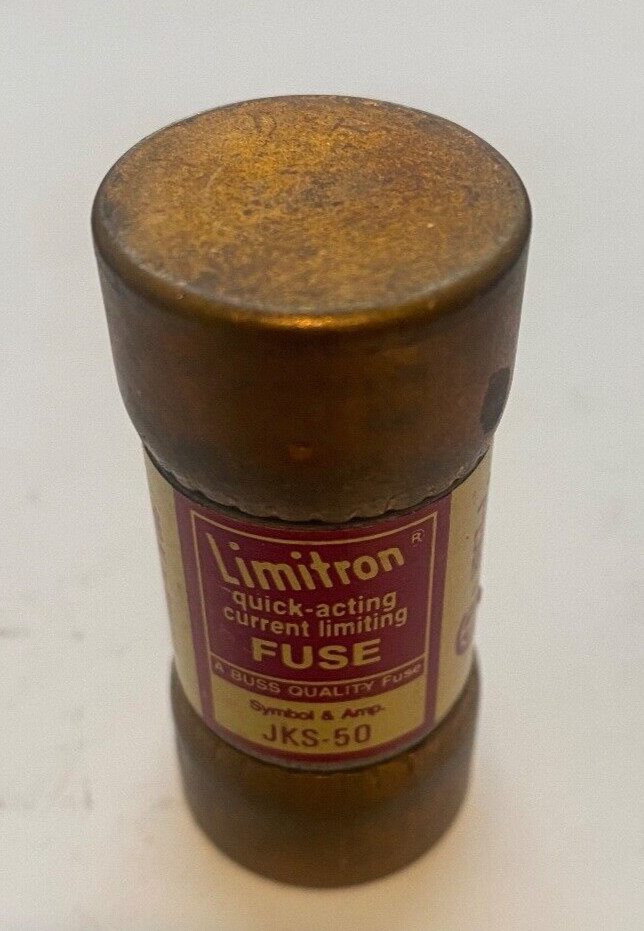 Limitron ®
quick-acting
current limiting
FUSE
A BUSS QUALITY Fuse
Symbol & Amp.
JKS-50